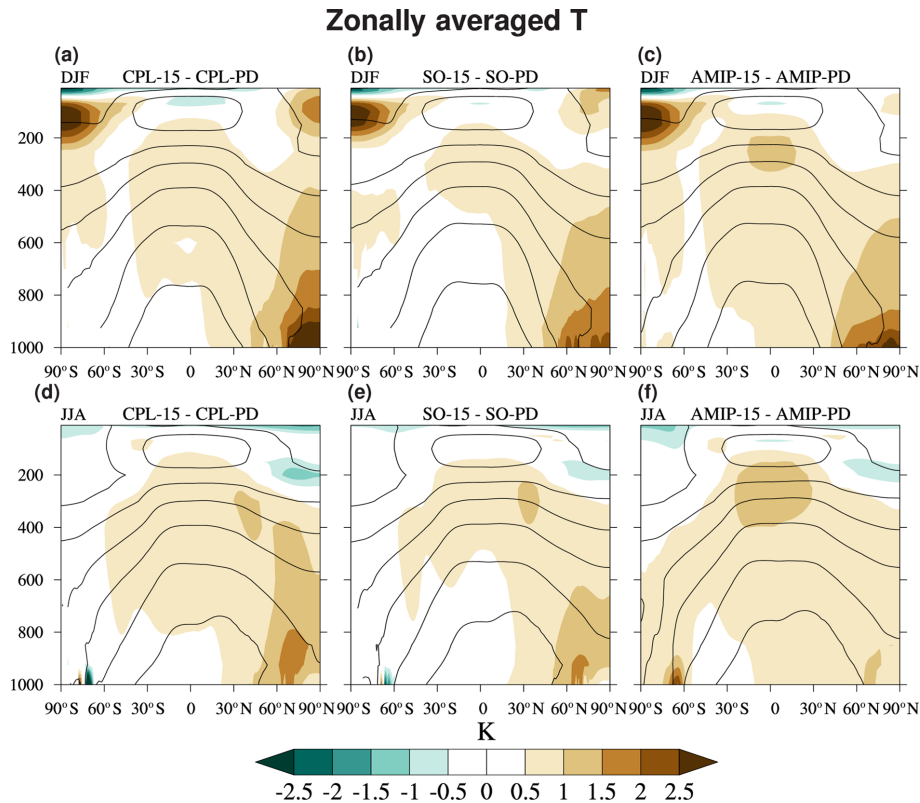 Zonally averaged T
(a) (b) (c)
DJF CPL-15 - CPL-PD DJF SO-15 - SO-PD DJF AMIP-15 - AMIP-PD
200
400
600
800
1000
90°S 60°S 30°S 0 30°N 60°N 90°N 90°S 60°S 30°S 0 30°N 60°N 90°N 90°S 60°S 30°S 0 30°N 60°N 90°N
(d) (e) (f)
JJA CPL-15 - CPL-PD JJA SO-15 - SO-PD JJA AMIP-15 - AMIP-PD
200
400
600
800
1000
90°S 60°S 30°S 0 30°N 60°N 90°N 90°S 60°S 30°S 0 30°N 60°N 90°N 90°S 60°S 30°S 0 30°N 60°N 90°N
K
-2.5 -2 -1.5 -1 -0.5 0 0.5 1 1.5 2 2.5